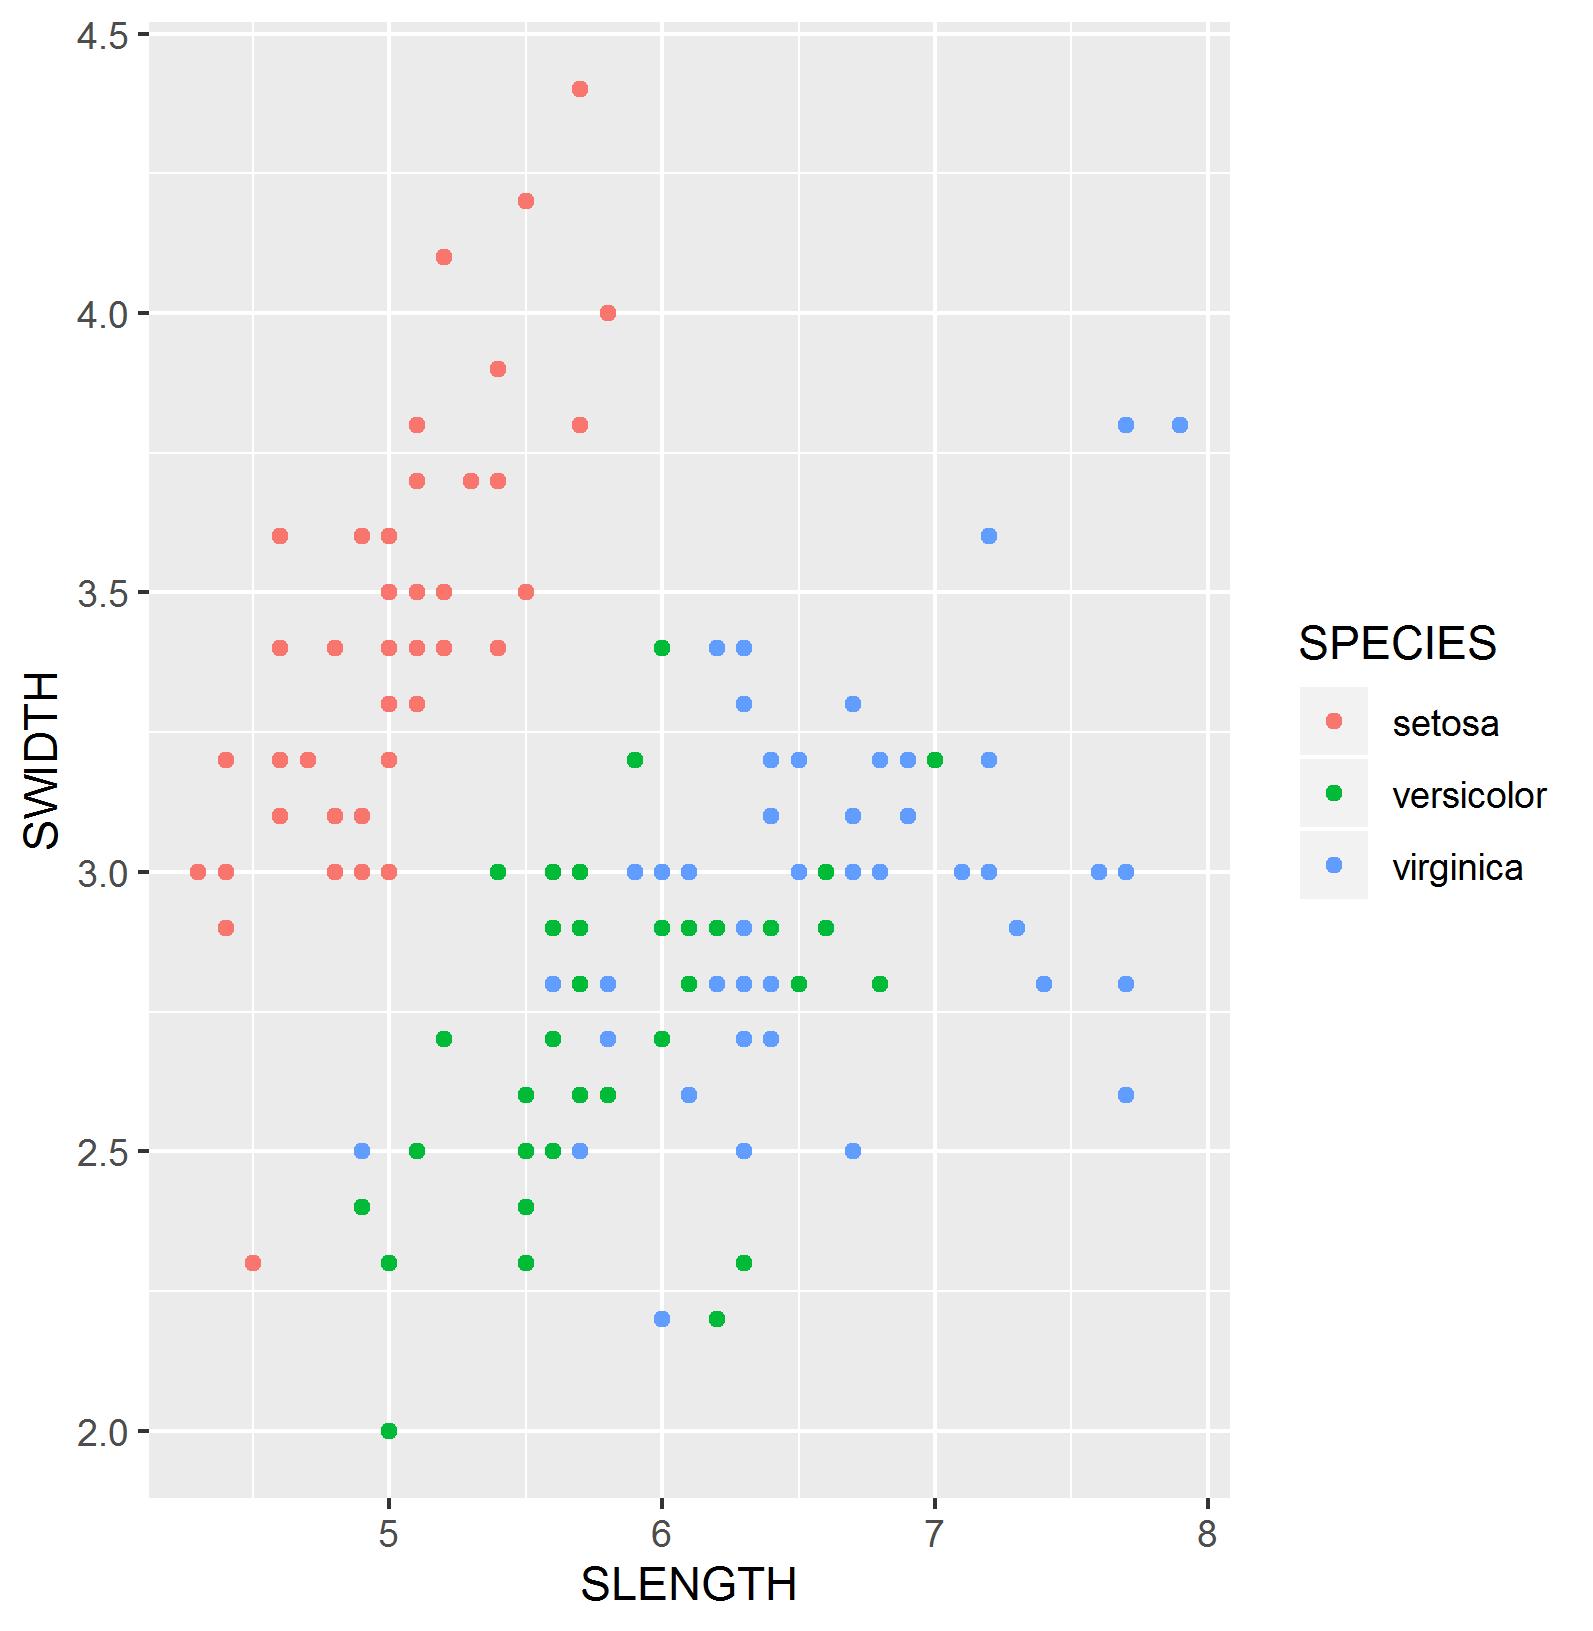 4.5
4.0
3.5
3.0
2.5
2.0
SWIDTH
5 6 7 8
SLENGTH
SPECIES
setosa
versicolor
virginica